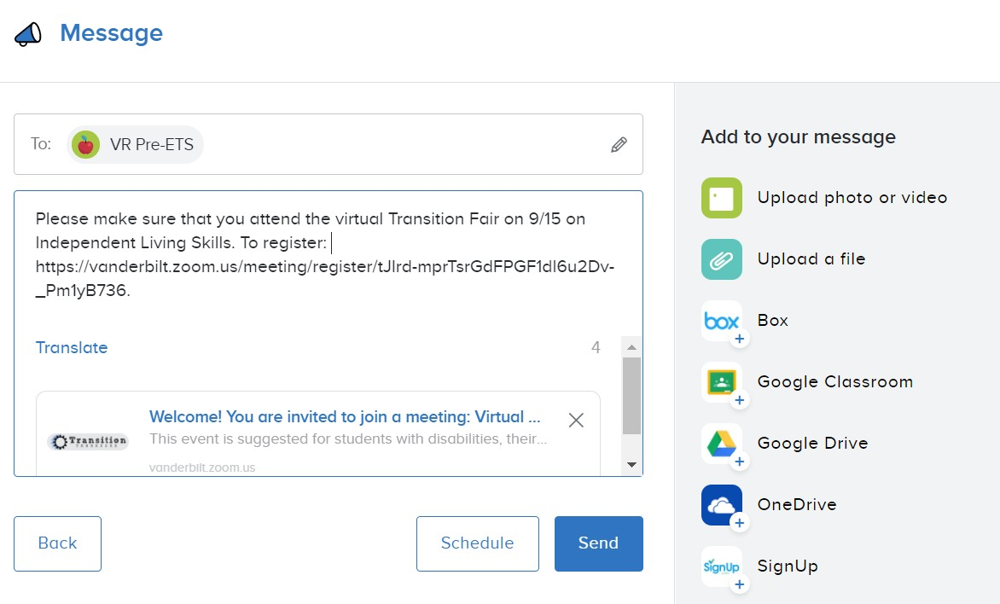 Message
To: VR Pre-ETS
Please make sure that you attend the virtual Transition Fair on 9/15 on
Independent Living Skills. To register:
https://vanderbilt.zoom.us/meeting/register/tJIrd-mprTsrGdFPGF1dl6u2Dv-
_Pm1yB736.
Translate 4
Welcome! You are invited to join a meeting: Virtual ...
Transition
This event is suggested for students with disabilities, their...
vanderbilt.zoom.us
Back
Schedule
Send
Add to your message
Upload photo or video
Upload a file
box Box
Google Classroom
Google Drive
OneDrive
SignUp SignUp